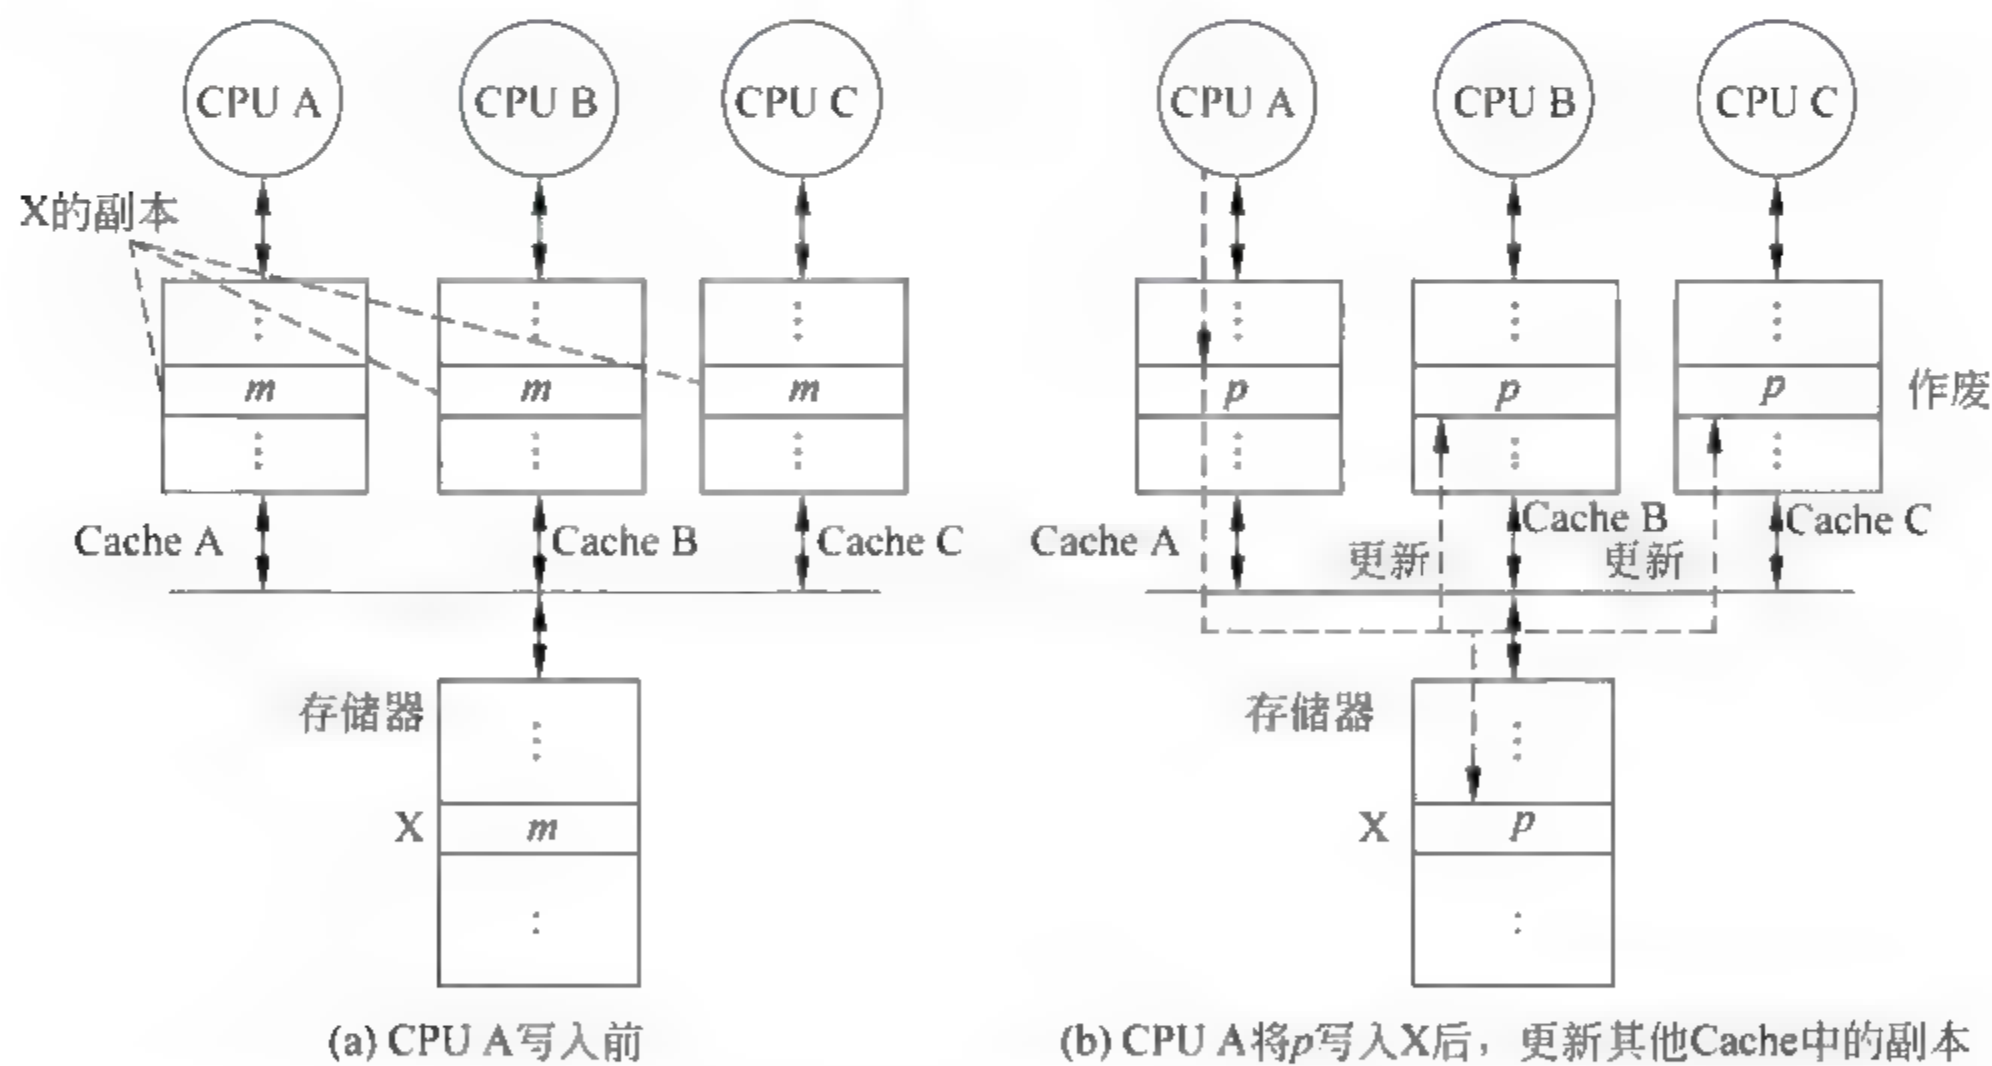 CPU A CPU B CPU C
X的副本
m m m
Cache A Cache B Cache C
存储器
X m
(a) CPU A写入前
CPU A CPU B CPU C
p p p 作废
Cache A Cache B Cache C
更新 更新
存储器
X p
(b) CPU A将p写入X后，更新其他Cache中的副本